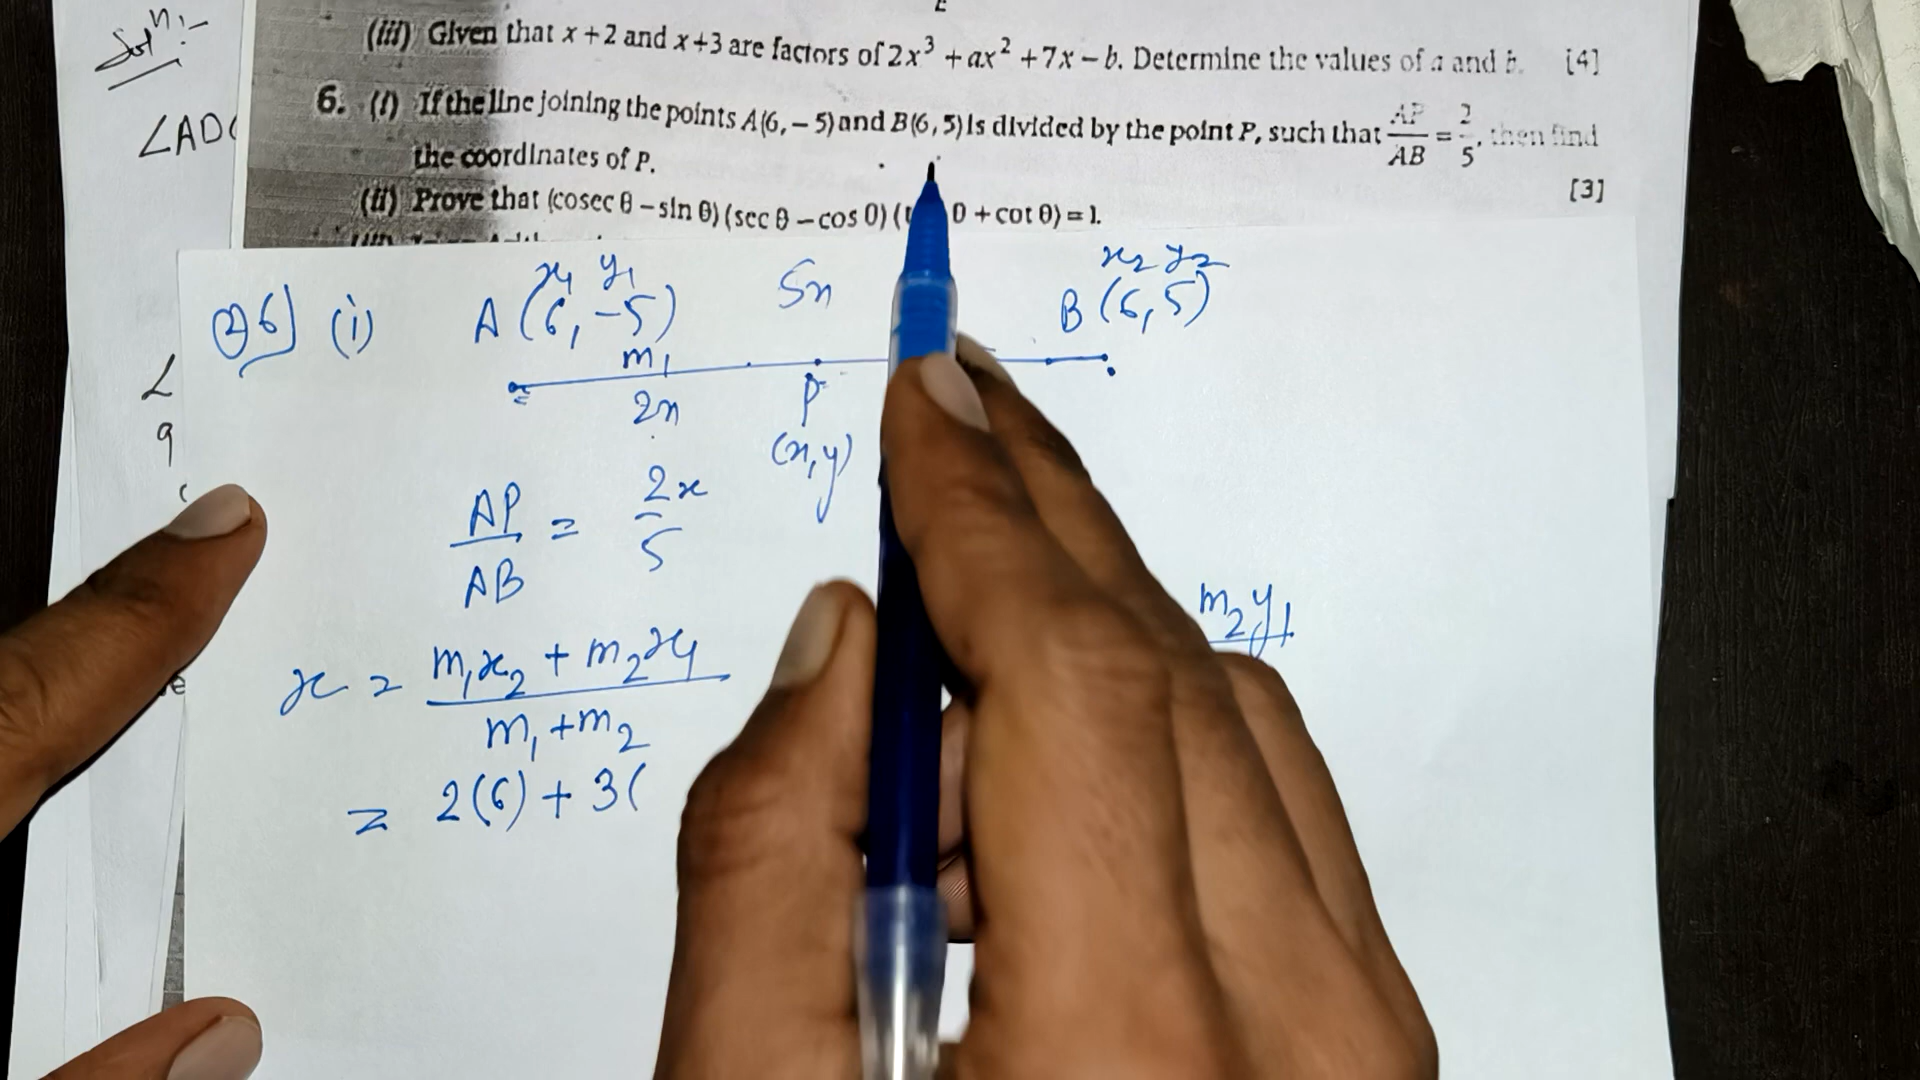 Solⁿ:-
∠AD
(iii) Given that x + 2 and x + 3 are factors of 2x³ + ax² + 7x − b. Determine the values of a and b. [4]
6. (i) If the line joining the points A(6, − 5) and B(6, 5) is divided by the point P, such that AP/AB = 2/5, then find
the coordinates of P. [3]
(ii) Prove that (cosec θ − sin θ) (sec θ − cos θ) ( θ + cot θ) = 1.
Q6] (i) A (6, -5) 5x B (6, 5)
x₁ y₁ x₂ y₂
m₁
2x P
(x, y)
AP/AB = 2x/5
x = m₁x₂ + m₂x₁ / m₁ + m₂
m₂y₁
= 2(6) + 3(
∠
9